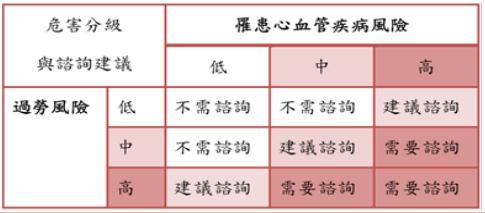 危害分級
與諮詢建議
罹患心血管疾病風險
低 中 高
過勞風險 低 不需諮詢 不需諮詢 建議諮詢
中 不需諮詢 建議諮詢 需要諮詢
高 建議諮詢 需要諮詢 需要諮詢